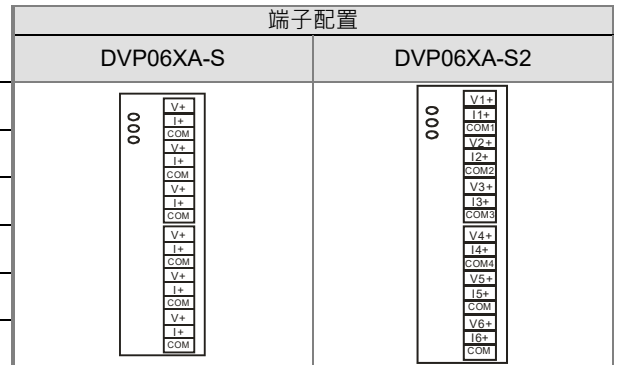 端子配置
DVP06XA-S
DVP06XA-S2
V+
I+
COM
V+
I+
COM
V+
I+
COM
V+
I+
COM
V+
I+
COM
V+
I+
COM
V1+
I1+
COM1
V2+
I2+
COM2
V3+
I3+
COM3
V4+
I4+
COM4
V5+
I5+
COM
V6+
I6+
COM